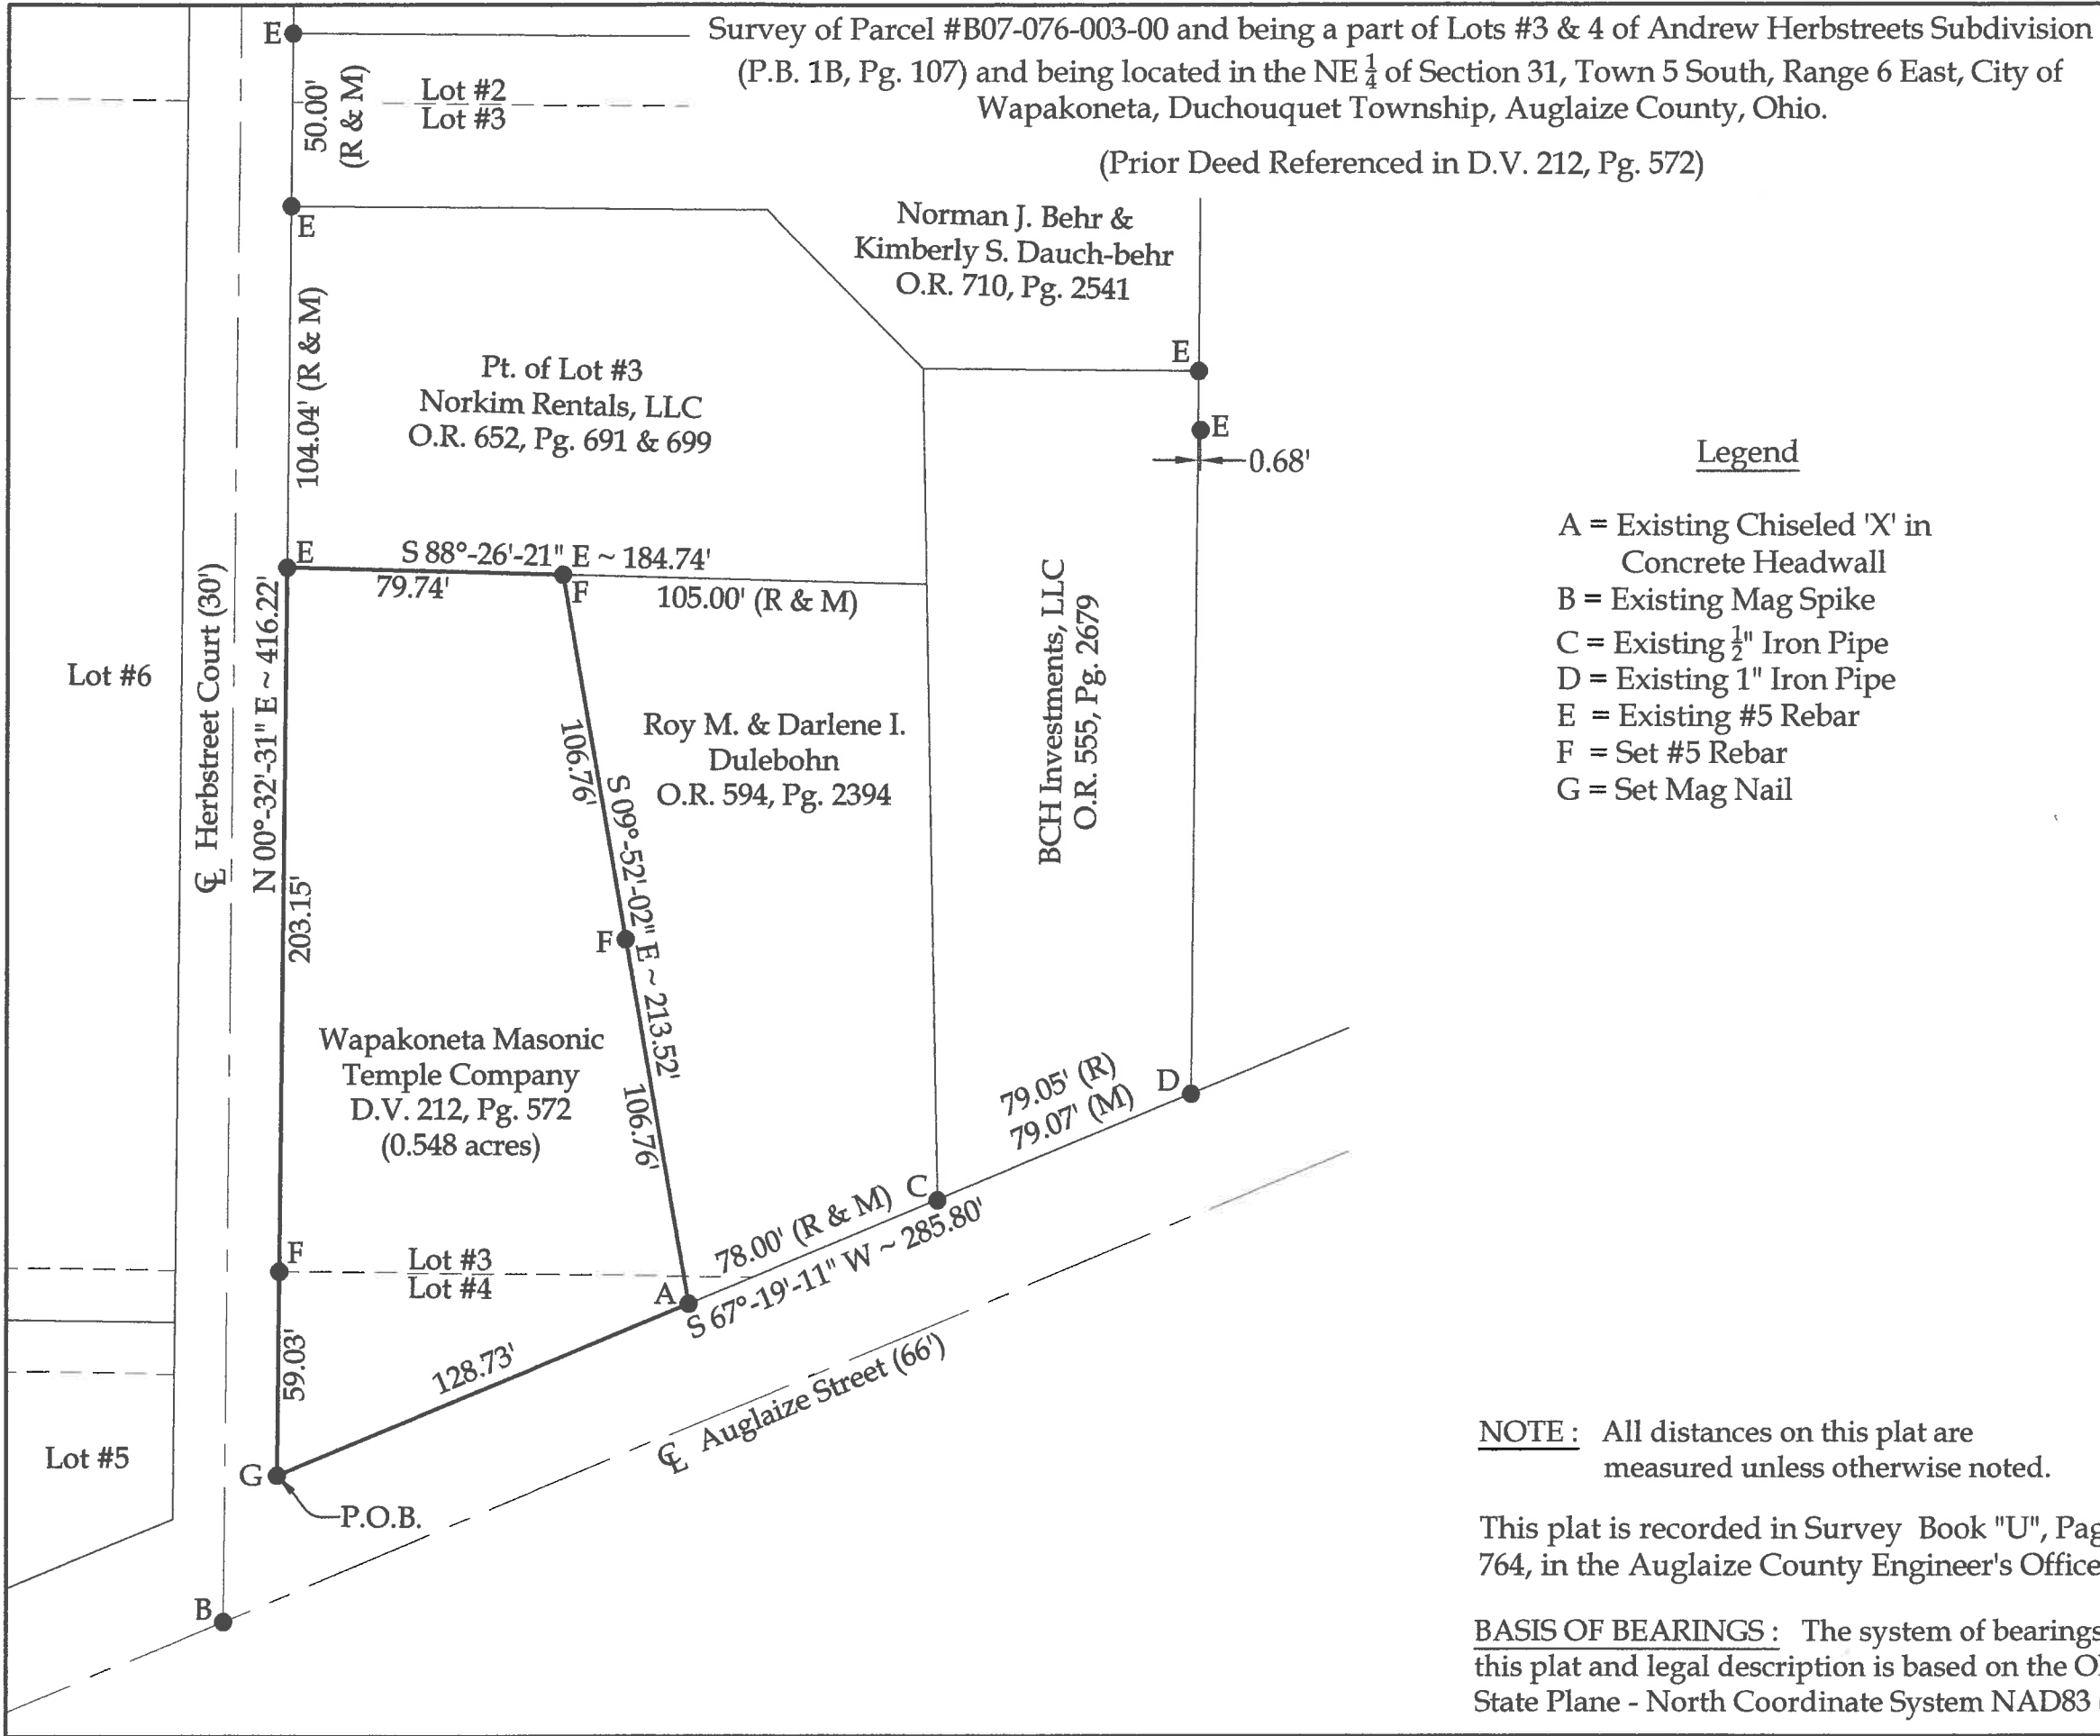 Survey of Parcel #B07-076-003-00 and being a part of Lots #3 & 4 of Andrew Herbstreets Subdivision
(P.B. 1B, Pg. 107) and being located in the NE ¼ of Section 31, Town 5 South, Range 6 East, City of
Wapakoneta, Duchouquet Township, Auglaize County, Ohio.
(Prior Deed Referenced in D.V. 212, Pg. 572)
E
50.00'
(R & M)
Lot #2
Lot #3
E
104.04' (R & M)
Norman J. Behr &
Kimberly S. Dauch-behr
O.R. 710, Pg. 2541
E
E
0.68'
Pt. of Lot #3
Norkim Rentals, LLC
O.R. 652, Pg. 691 & 699
E
S 88°-26'-21" E ~ 184.74'
79.74'
F
105.00' (R & M)
Lot #6
℄ Herbstreet Court (30')
N 00°-32'-31" E ~ 416.22'
203.15'
106.76'
S 09°-52'-02" E ~ 213.52'
F
106.76'
Roy M. & Darlene I.
Dulebohn
O.R. 594, Pg. 2394
BCH Investments, LLC
O.R. 555, Pg. 2679
Wapakoneta Masonic
Temple Company
D.V. 212, Pg. 572
(0.548 acres)
79.05' (R)
79.07' (M)
D
C
78.00' (R & M)
S 67°-19'-11" W ~ 285.80'
F
Lot #3
Lot #4
A
59.03'
128.73'
℄ Auglaize Street (66')
Lot #5
G
P.O.B.
B
Legend
A = Existing Chiseled 'X' in
Concrete Headwall
B = Existing Mag Spike
C = Existing ½" Iron Pipe
D = Existing 1" Iron Pipe
E = Existing #5 Rebar
F = Set #5 Rebar
G = Set Mag Nail
NOTE : All distances on this plat are
measured unless otherwise noted.
This plat is recorded in Survey Book "U", Pag
764, in the Auglaize County Engineer's Office
BASIS OF BEARINGS : The system of bearings
this plat and legal description is based on the
State Plane - North Coordinate System NAD83